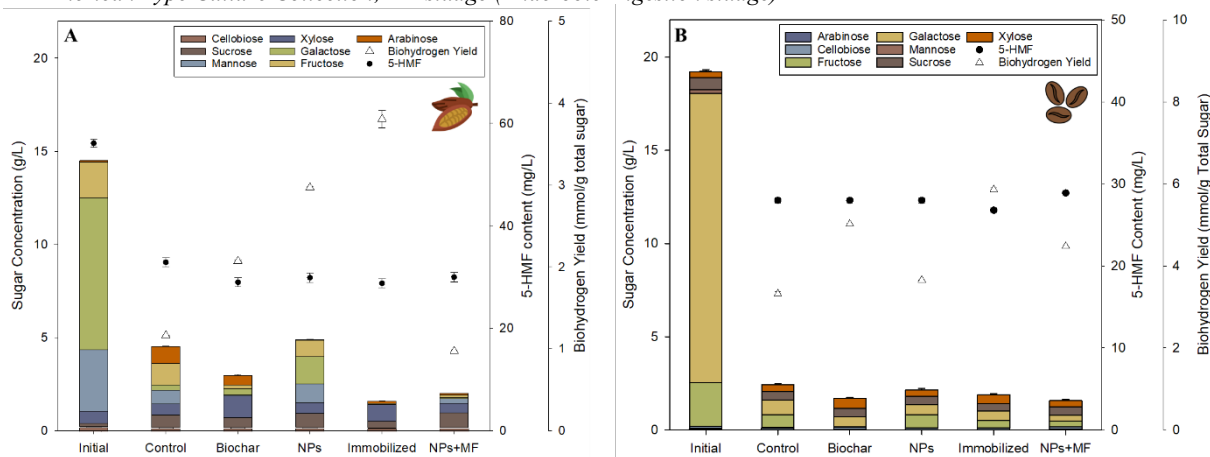 Type Culture Collection,
A
Cellobiose
Xylose
Arabinose
Sucrose
Galactose
Biohydrogen Yield
Mannose
Fructose
5-HMF
Sugar Concentration (g/L)
20
15
10
5
0
Initial
Control
Biochar
NPs
Immobilized
NPs+MF
80
60
40
20
0
5-HMF content (mg/L)
5
4
3
2
1
0
Biohydrogen Yield (mmol/g total sugar)
B
Arabinose
Galactose
Xylose
Cellobiose
Mannose
5-HMF
Fructose
Sucrose
Biohydrogen Yield
Sugar Concentration (g/L)
20
15
10
5
0
Initial
Control
Biochar
NPs
Immobilized
NPs+MF
50
40
30
20
10
0
5-HMF Content (mg/L)
10
8
6
4
2
0
Biohydrogen Yield (mmol/g Total Sugar)